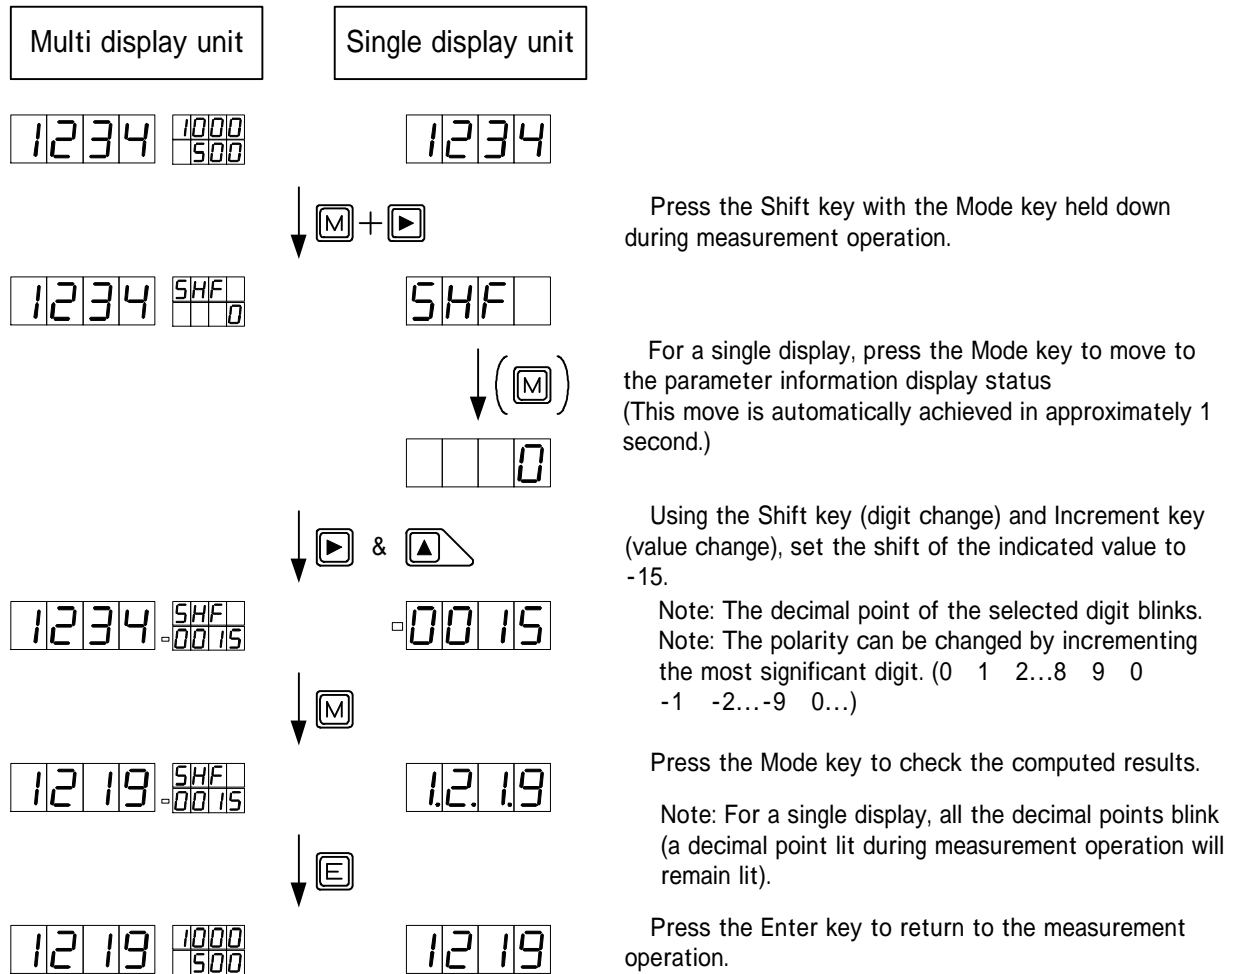 Multi display unit Single display unit
1234 1000 1234
500
M + ▶
Press the Shift key with the Mode key held down
during measurement operation.
1234 SHF SHF
0
For a single display, press the Mode key to move to
the parameter information display status
(This move is automatically achieved in approximately 1
second.)
(M)
0
Using the Shift key (digit change) and Increment key
(value change), set the shift of the indicated value to
-15.
▶ & ▲
1234 SHF -0015
-0015
Note: The decimal point of the selected digit blinks.
Note: The polarity can be changed by incrementing
the most significant digit. (0 1 2…8 9 0
-1 -2…-9 0…)
M
Press the Mode key to check the computed results.
1219 SHF 1.2.1.9
-0015
Note: For a single display, all the decimal points blink
(a decimal point lit during measurement operation will
remain lit).
E
Press the Enter key to return to the measurement
operation.
1219 1000 1219
500